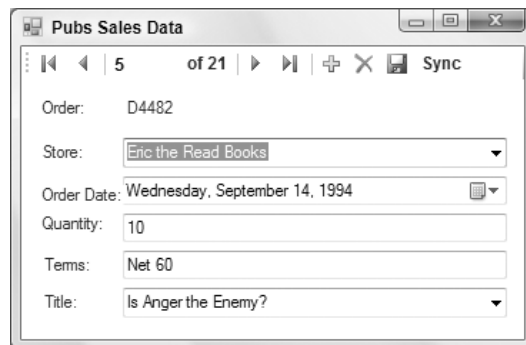 Pubs Sales Data
5 of 21 Sync
Order: D4482
Store: Eric the Read Books
Order Date: Wednesday, September 14, 1994
Quantity: 10
Terms: Net 60
Title: Is Anger the Enemy?